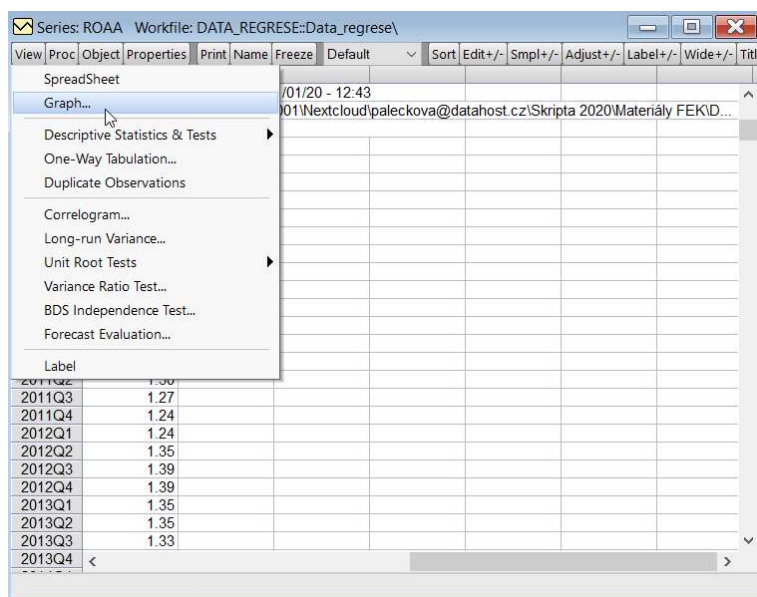 Series: ROAA Workfile: DATA_REGRESE::Data_regrese\
View Proc Object Properties Print Name Freeze Default Sort Edit+/- Smpl+/- Adjust+/- Label+/- Wide+/- Titl
SpreadSheet
/01/20 - 12:43
Graph...
001\Nextcloud\paleckova@datahost.cz\Skripta 2020\Materiály FEK\D...
Descriptive Statistics & Tests
One-Way Tabulation...
Duplicate Observations
Correlogram...
Long-run Variance...
Unit Root Tests
Variance Ratio Test...
BDS Independence Test...
Forecast Evaluation...
Label
2011Q2 1.30
2011Q3 1.27
2011Q4 1.24
2012Q1 1.24
2012Q2 1.35
2012Q3 1.39
2012Q4 1.39
2013Q1 1.35
2013Q2 1.35
2013Q3 1.33
2013Q4